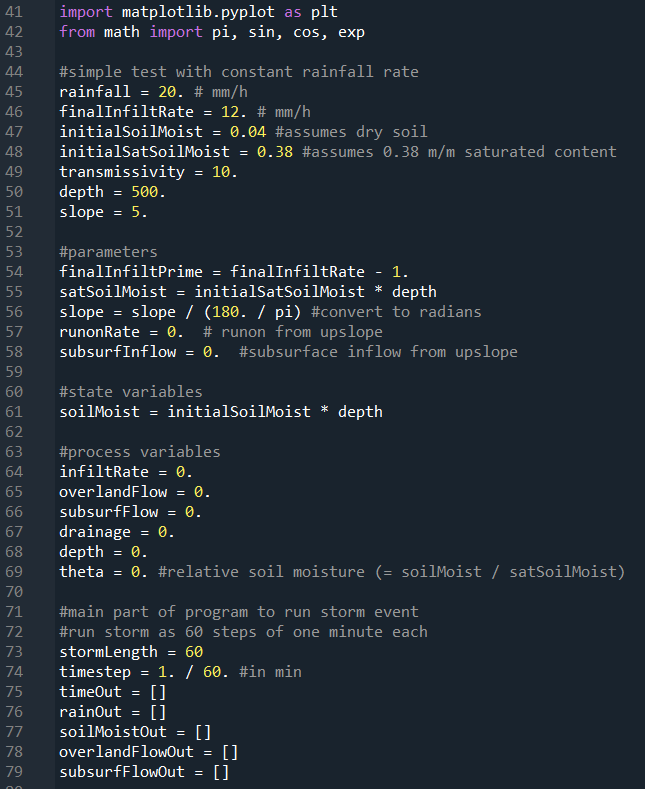 41 import matplotlib.pyplot as plt
42 from math import pi, sin, cos, exp
43
44 #simple test with constant rainfall rate
45 rainfall = 20. # mm/h
46 finalInfiltRate = 12. # mm/h
47 initialSoilMoist = 0.04 #assumes dry soil
48 initialSatSoilMoist = 0.38 #assumes 0.38 m/m saturated content
49 transmissivity = 10.
50 depth = 500.
51 slope = 5.
52
53 #parameters
54 finalInfiltPrime = finalInfiltRate - 1.
55 satSoilMoist = initialSatSoilMoist * depth
56 slope = slope / (180. / pi) #convert to radians
57 runonRate = 0.  # runon from upslope
58 subsurfInflow = 0.  #subsurface inflow from upslope
59
60 #state variables
61 soilMoist = initialSoilMoist * depth
62
63 #process variables
64 infiltRate = 0.
65 overlandFlow = 0.
66 subsurfFlow = 0.
67 drainage = 0.
68 depth = 0.
69 theta = 0. #relative soil moisture (= soilMoist / satSoilMoist)
70
71 #main part of program to run storm event
72 #run storm as 60 steps of one minute each
73 stormLength = 60
74 timestep = 1. / 60. #in min
75 timeOut = []
76 rainOut = []
77 soilMoistOut = []
78 overlandFlowOut = []
79 subsurfFlowOut = []